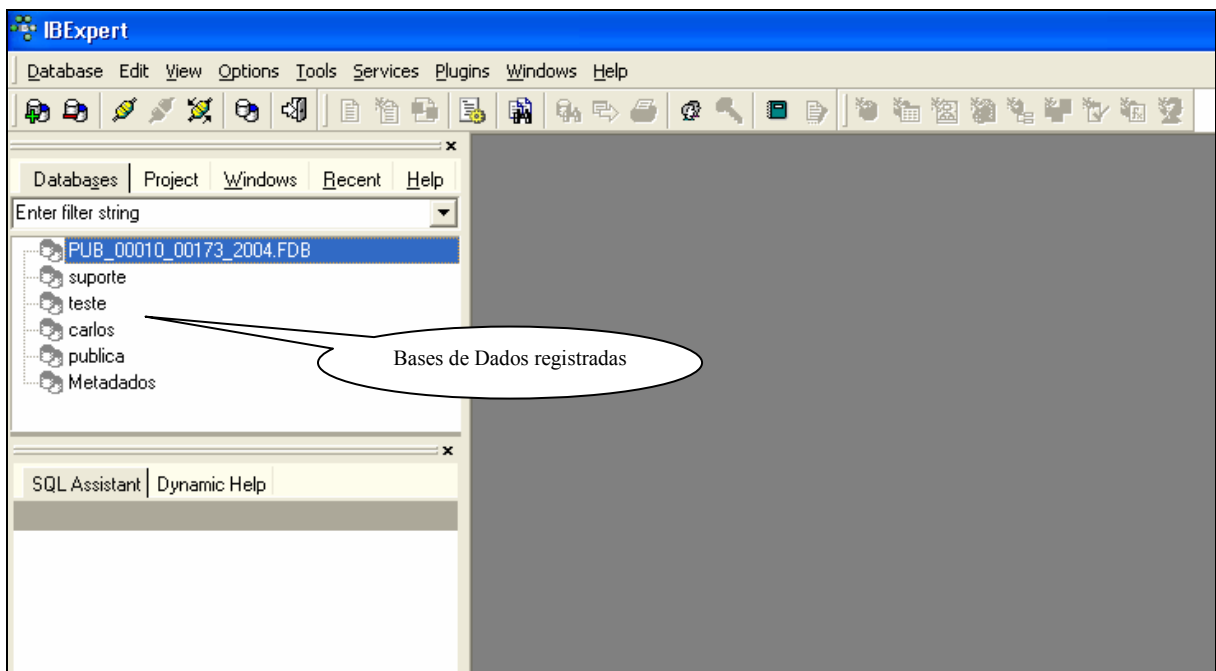 IBExpert
Database Edit View Options Tools Services Plugins Windows Help
Databases Project Windows Recent Help
Enter filter string
PUB_00010_00173_2004.FDB
suporte
teste
carlos
publica
Metadados
Bases de Dados registradas
SQL Assistant Dynamic Help